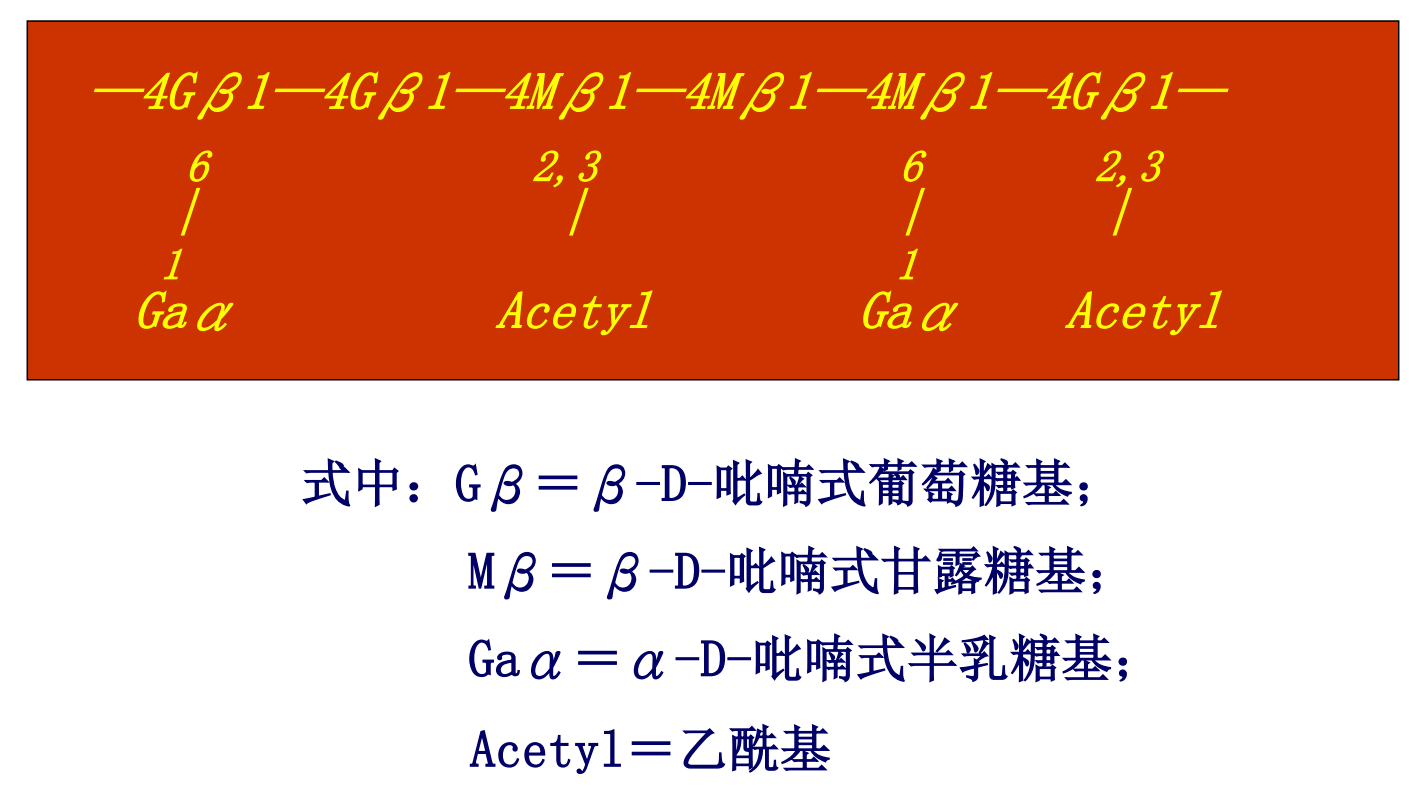 —4Gβ1—4Gβ1—4Mβ1—4Mβ1—4Mβ1—4Gβ1—
6 2,3 6 2,3
| | | |
1 1
Gaα Acetyl Gaα Acetyl
式中：Gβ＝β-D-吡喃式葡萄糖基；
Mβ＝β-D-吡喃式甘露糖基；
Gaα＝α-D-吡喃式半乳糖基；
Acetyl＝乙酰基